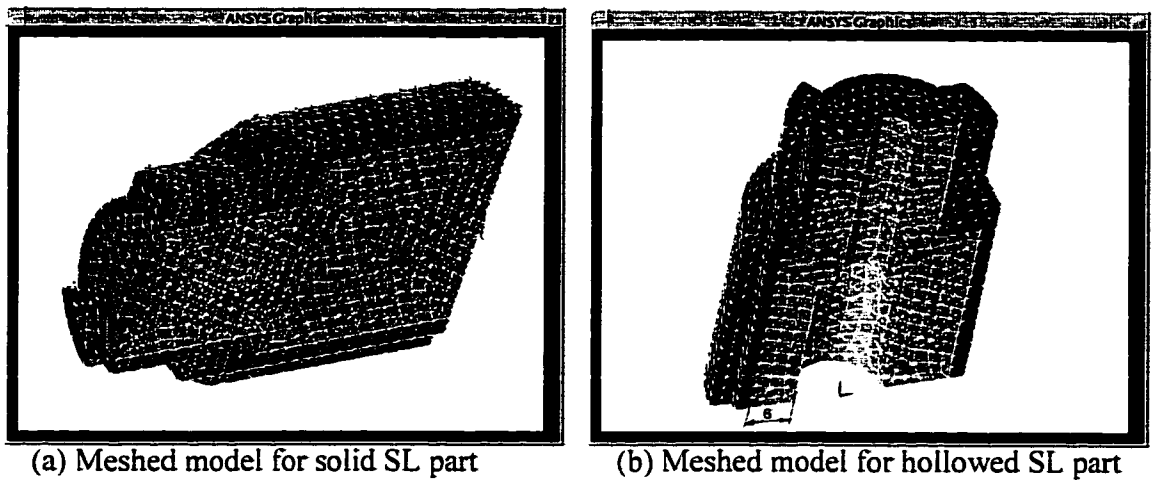 ANSYS Graphics
ANSYS Graphics
6
L
(a) Meshed model for solid SL part
(b) Meshed model for hollowed SL part